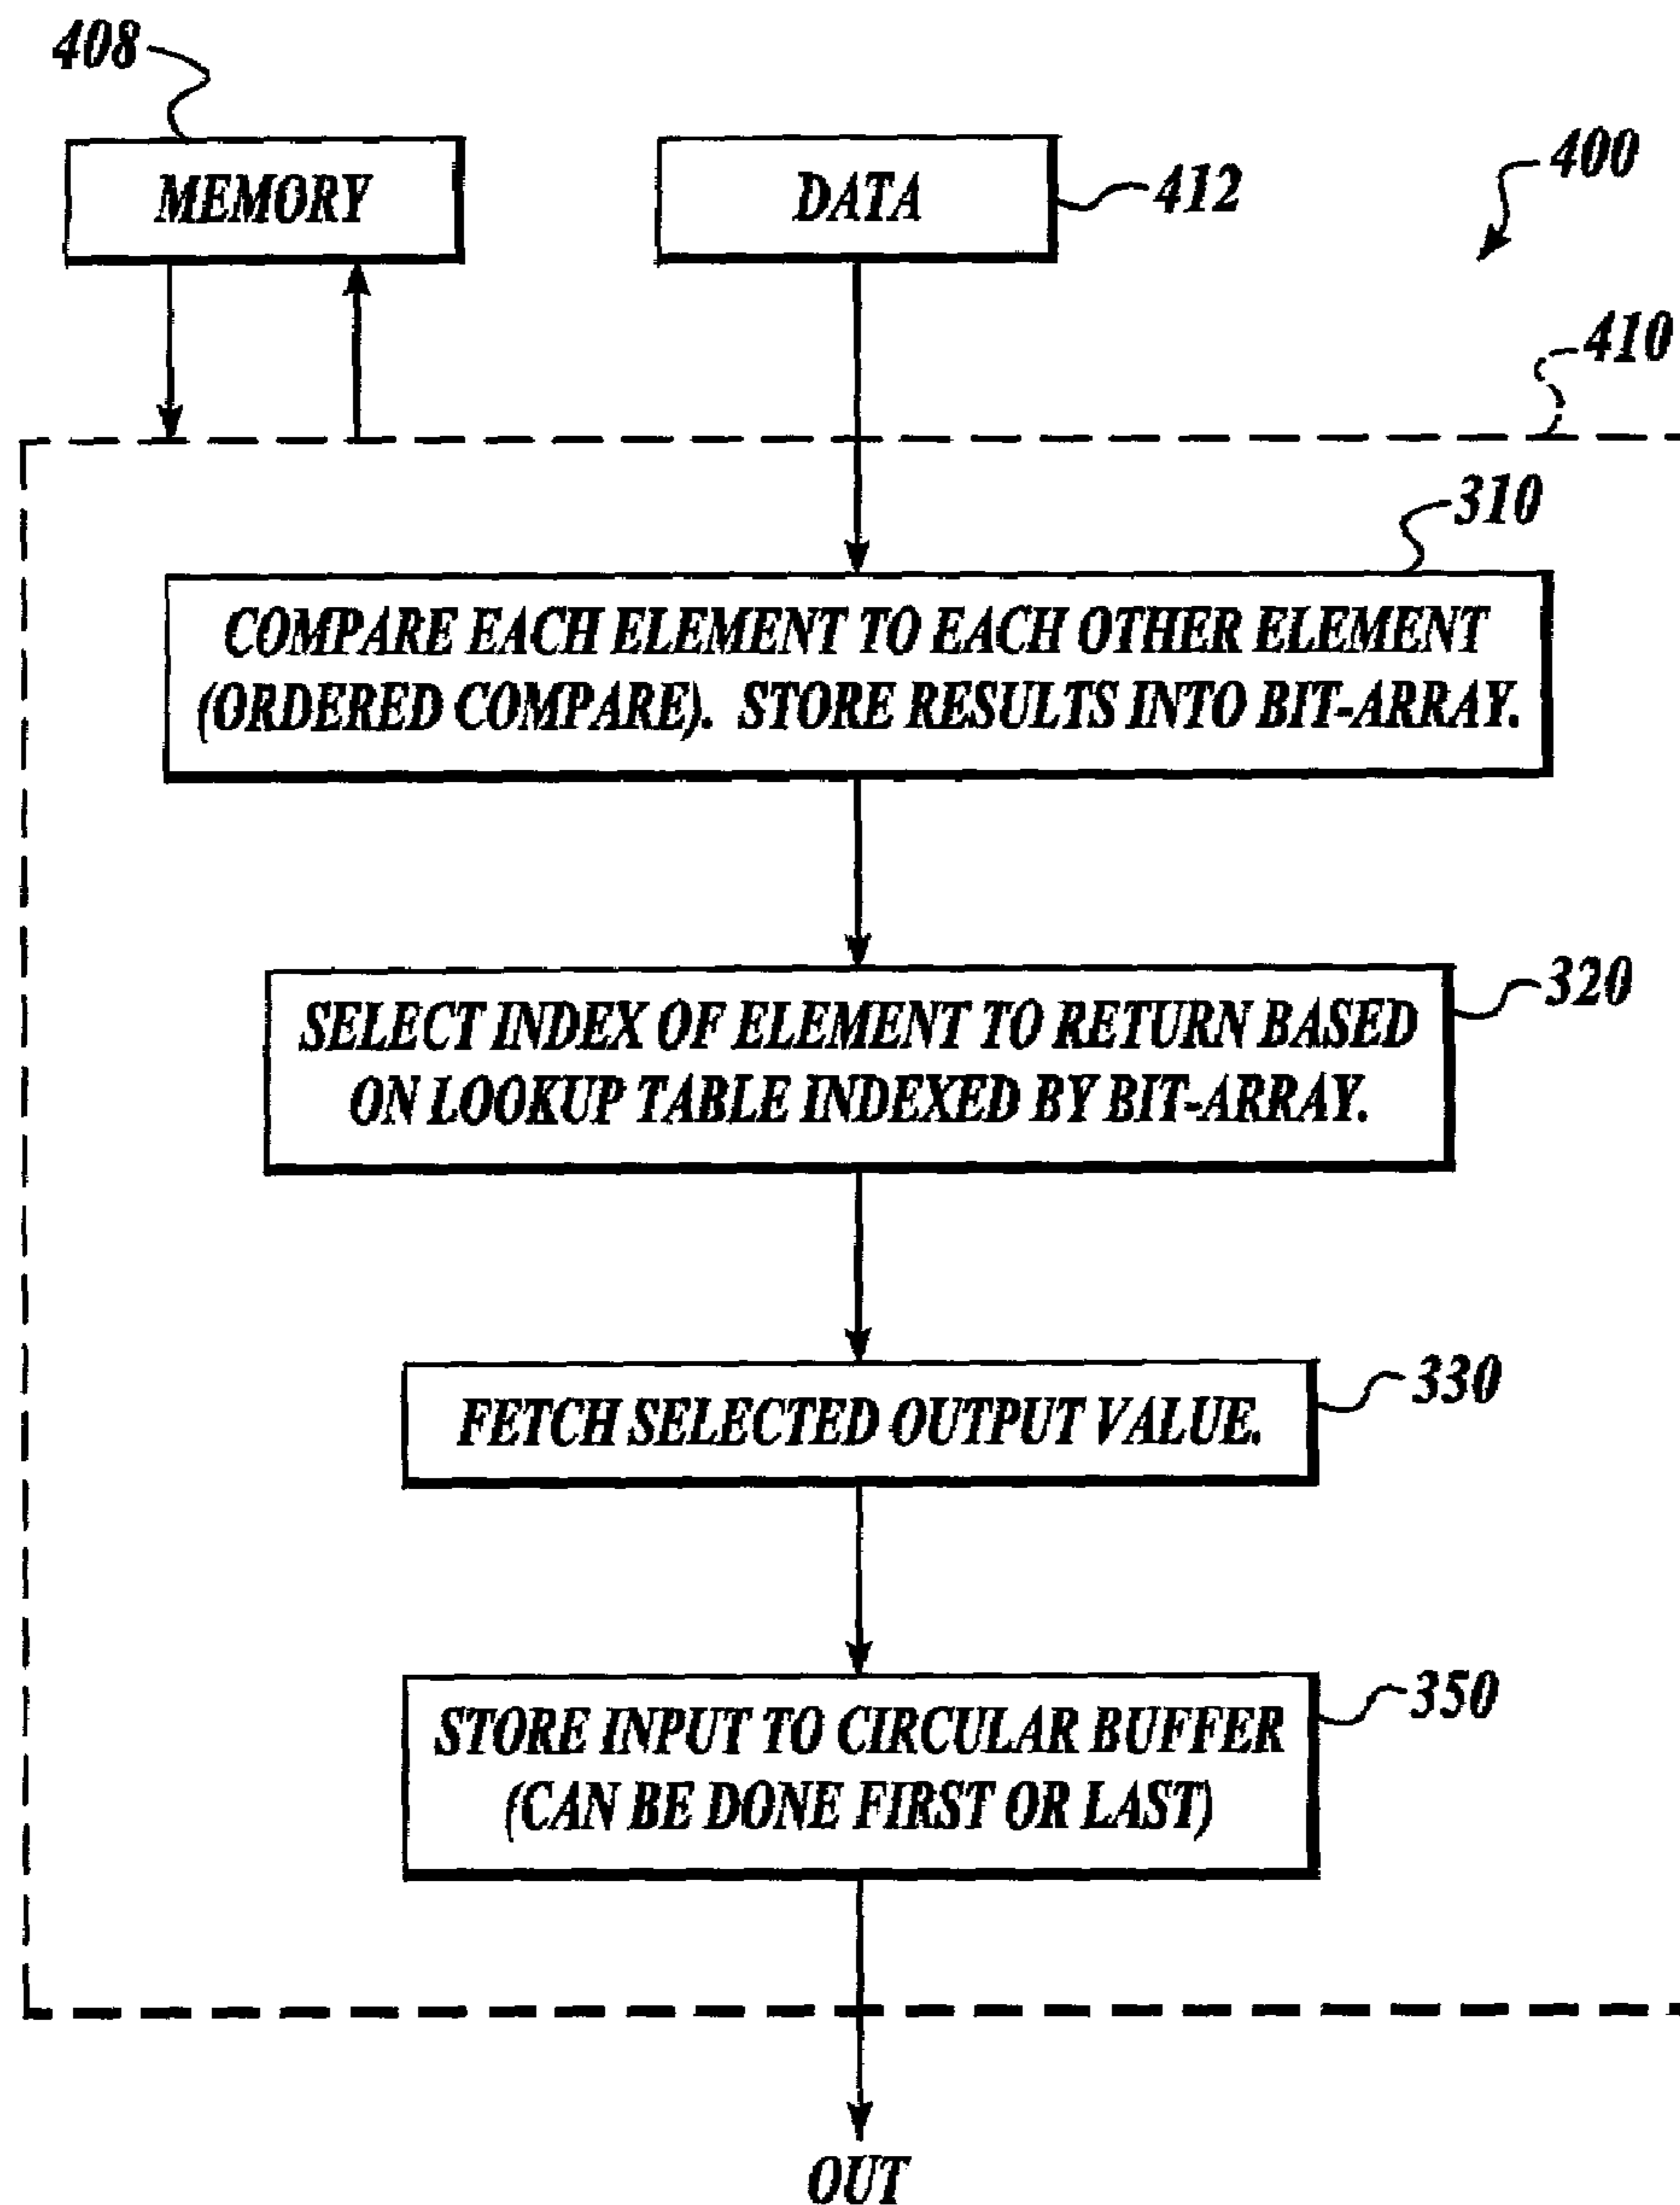 408
MEMORY
DATA
412
400
410
310
COMPARE EACH ELEMENT TO EACH OTHER ELEMENT
(ORDERED COMPARE). STORE RESULTS INTO BIT-ARRAY.
320
SELECT INDEX OF ELEMENT TO RETURN BASED
ON LOOKUP TABLE INDEXED BY BIT-ARRAY.
330
FETCH SELECTED OUTPUT VALUE.
350
STORE INPUT TO CIRCULAR BUFFER
(CAN BE DONE FIRST OR LAST)
OUT